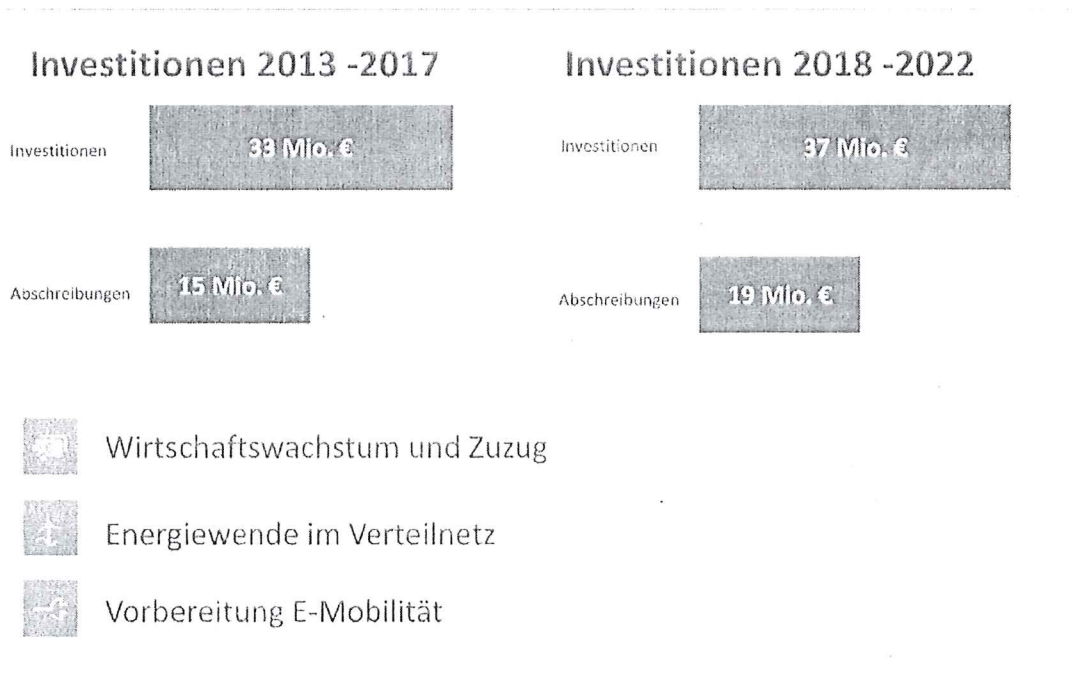 Investitionen 2013 -2017
Investitionen
33 Mio. €
Abschreibungen
15 Mio. €
Investitionen 2018 -2022
Investitionen
37 Mio. €
Abschreibungen
19 Mio. €
Wirtschaftswachstum und Zuzug
Energiewende im Verteilnetz
Vorbereitung E-Mobilität